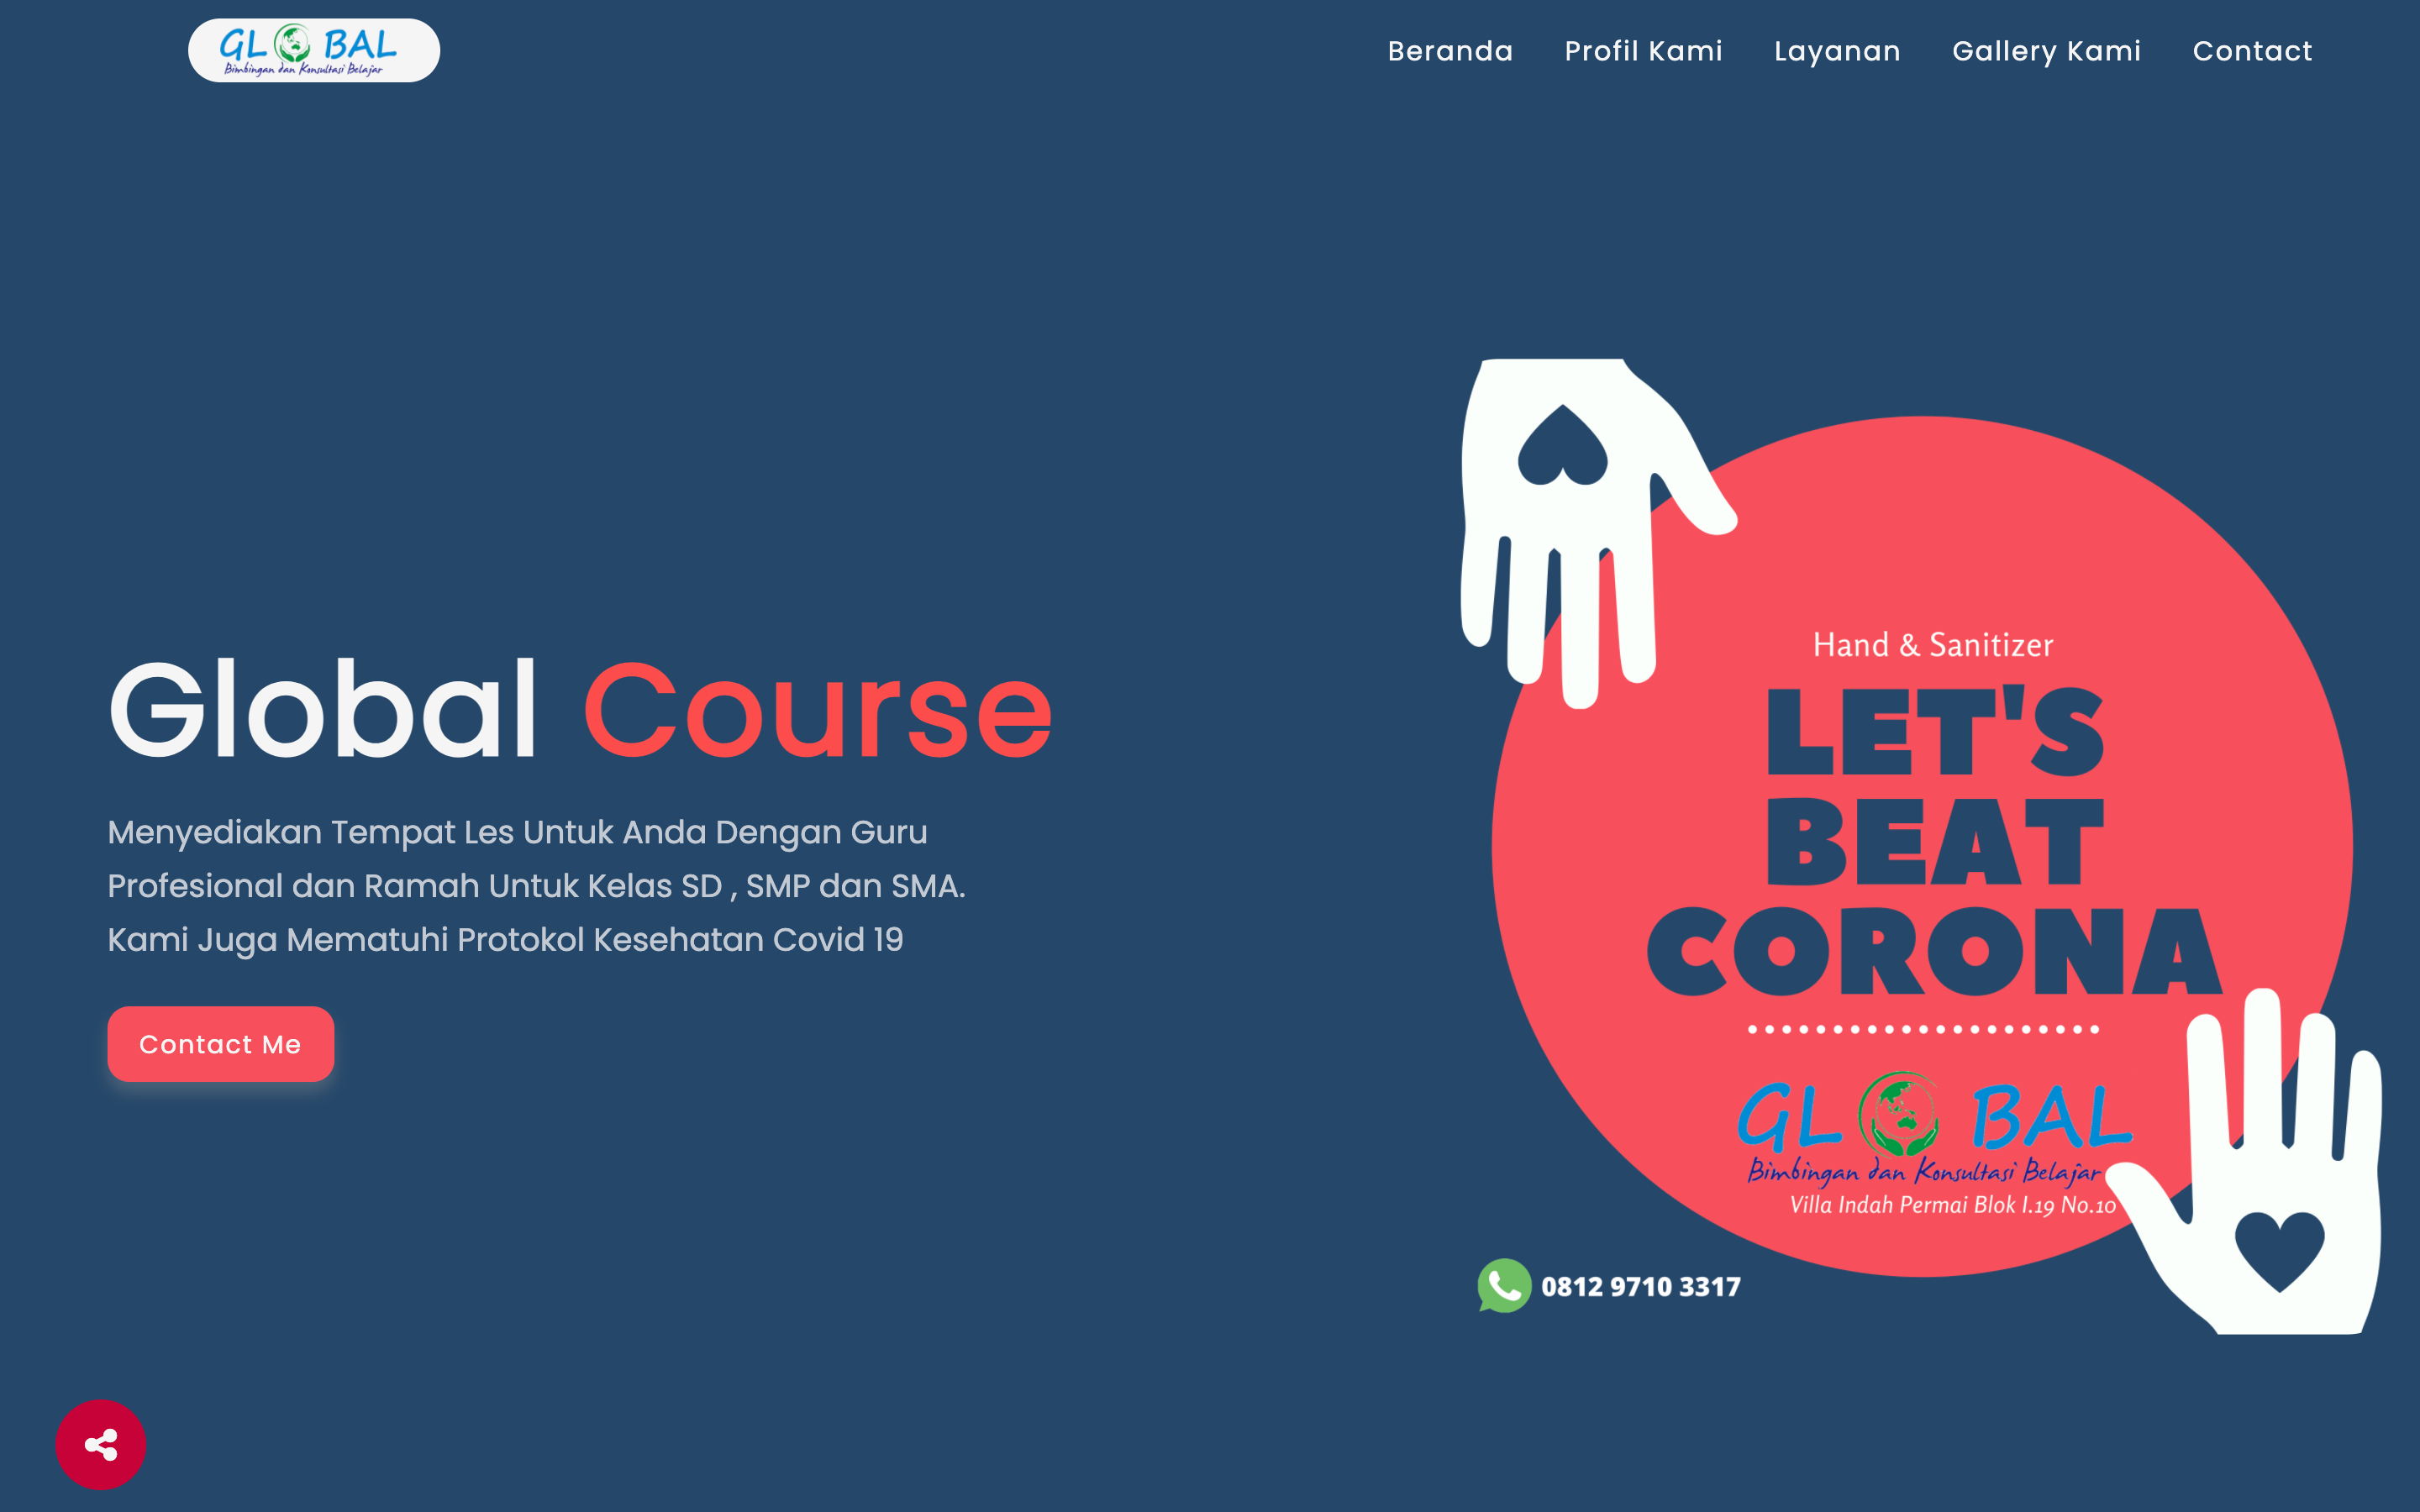 GLOBAL
Bimbingan dan Konsultasi Belajar
Beranda Profil Kami Layanan Gallery Kami Contact
Global Course
Menyediakan Tempat Les Untuk Anda Dengan Guru
Profesional dan Ramah Untuk Kelas SD , SMP dan SMA.
Kami Juga Mematuhi Protokol Kesehatan Covid 19
Contact Me
Hand & Sanitizer
LET'S
BEAT
CORONA
GLOBAL
Bimbingan dan Konsultasi Belajar
Villa Indah Permai Blok I.19 No.10
0812 9710 3317